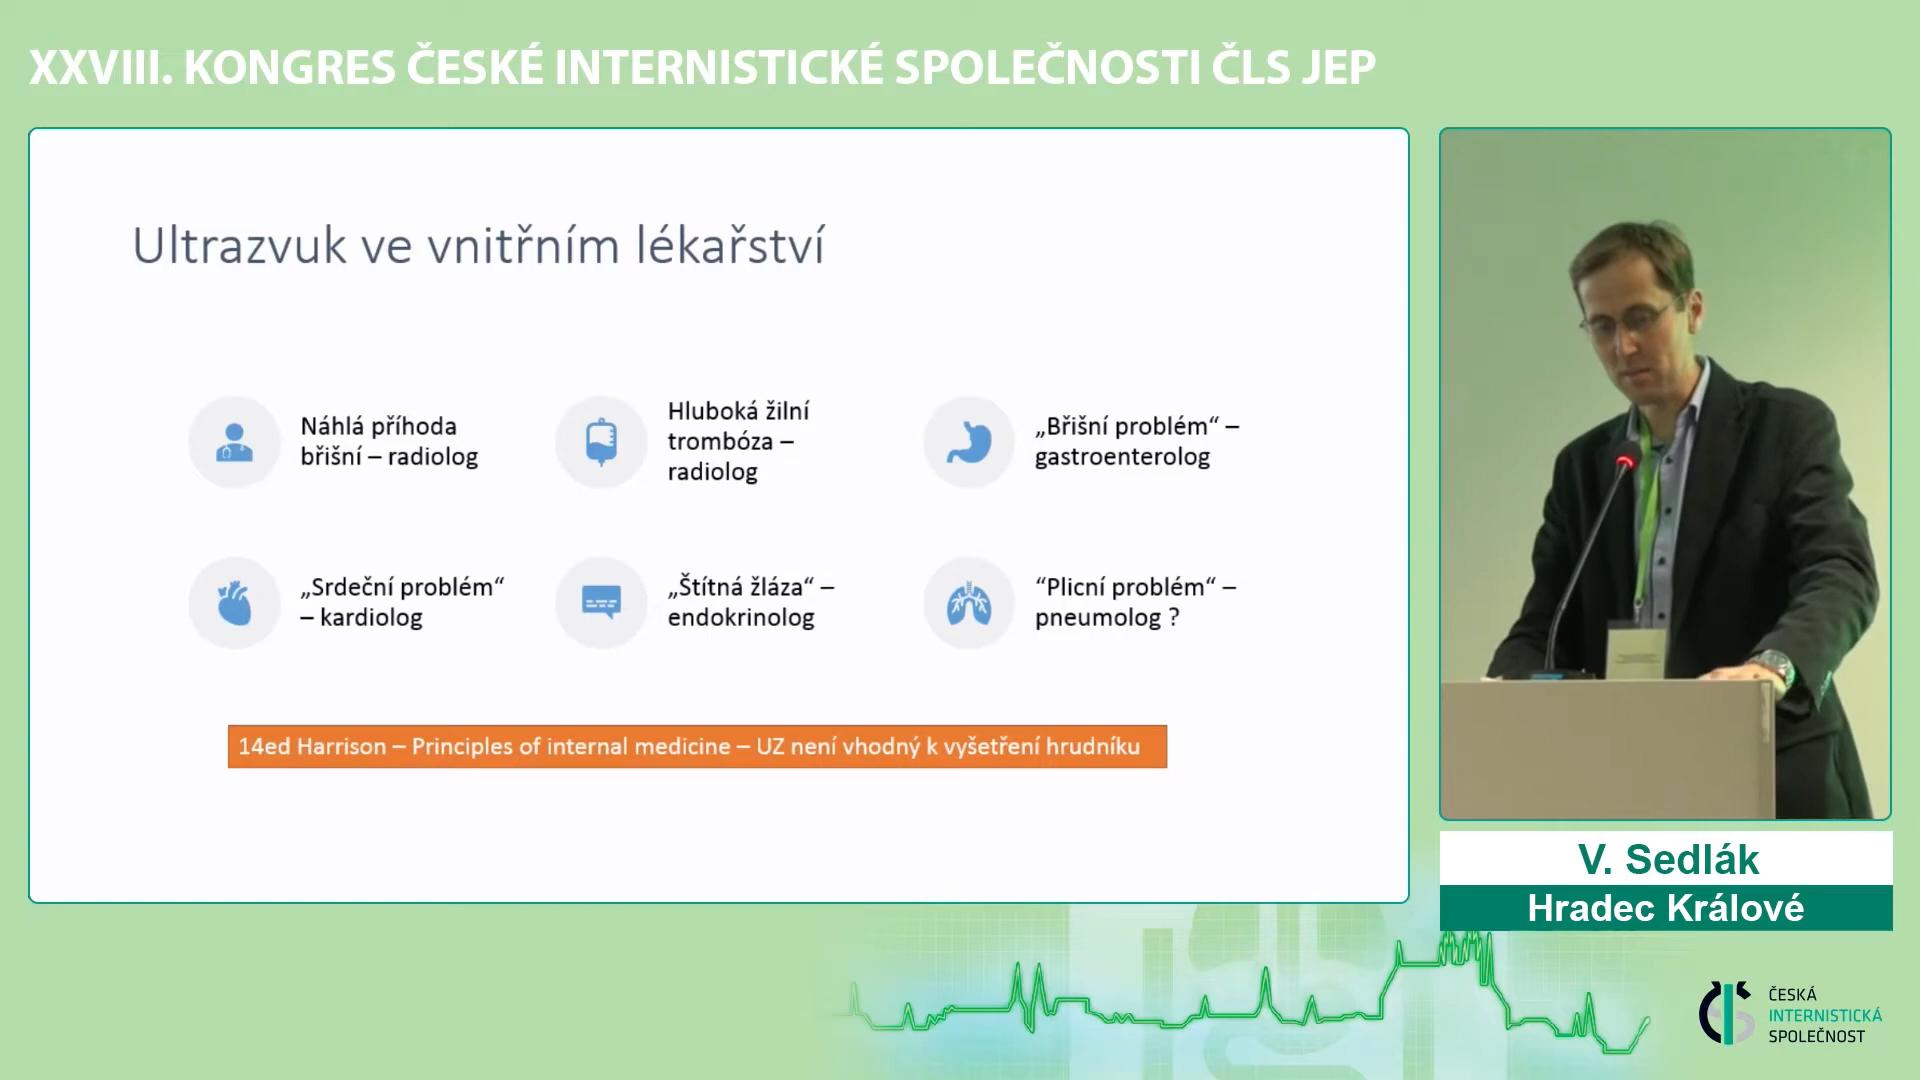 XXVIII. KONGRES ČESKÉ INTERNISTICKÉ SPOLEČNOSTI ČLS JEP
Ultrazvuk ve vnitřním lékařství
Náhlá příhoda
břišní – radiolog
Hluboká žilní
trombóza –
radiolog
„Břišní problém“ –
gastroenterolog
„Srdeční problém“
– kardiolog
„Štítná žláza“ –
endokrinolog
“Plicní problém“ –
pneumolog ?
14ed Harrison – Principles of internal medicine – UZ není vhodný k vyšetření hrudníku
V. Sedlák
Hradec Králové
ČESKÁ
INTERNISTICKÁ
SPOLEČNOST